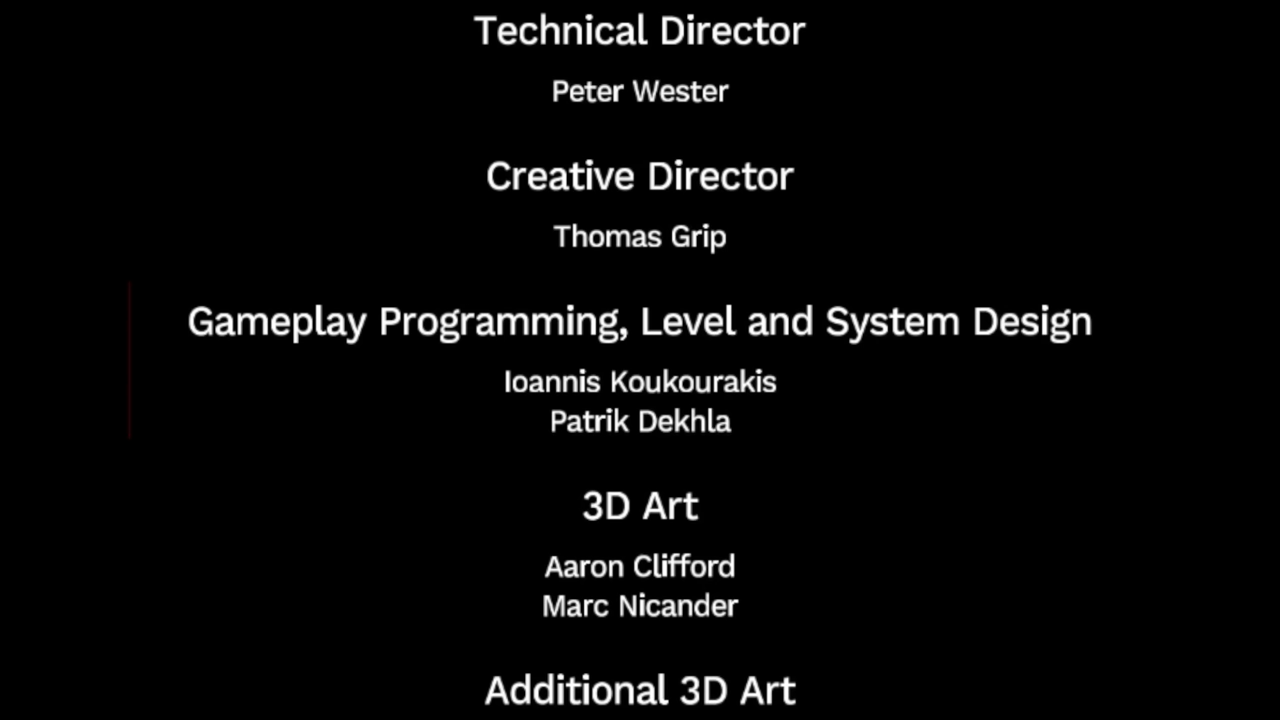 Technical Director
Peter Wester
Creative Director
Thomas Grip
Gameplay Programming, Level and System Design
Ioannis Koukourakis
Patrik Dekhla
3D Art
Aaron Clifford
Marc Nicander
Additional 3D Art